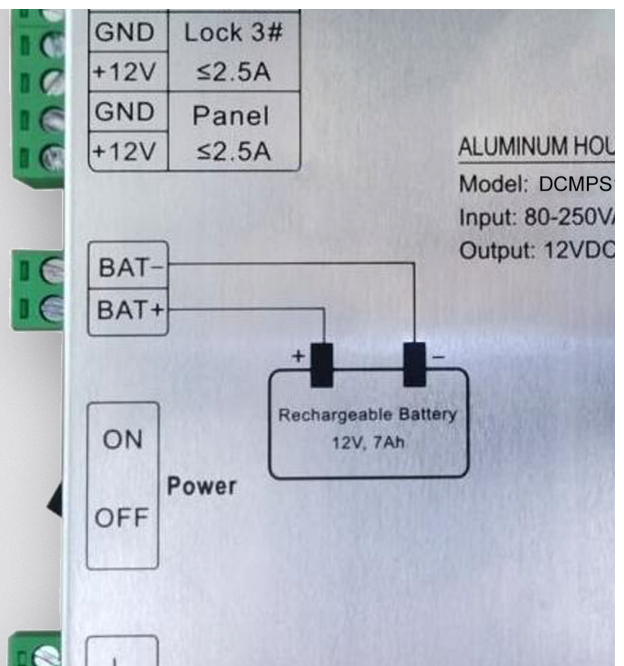 GND Lock 3#
+12V ≤2.5A
GND Panel
+12V ≤2.5A
ALUMINUM HOU
Model: DCMPS
Input: 80-250V
Output: 12VDC
BAT-
BAT+
+ -
Rechargeable Battery
12V, 7Ah
ON
Power
OFF